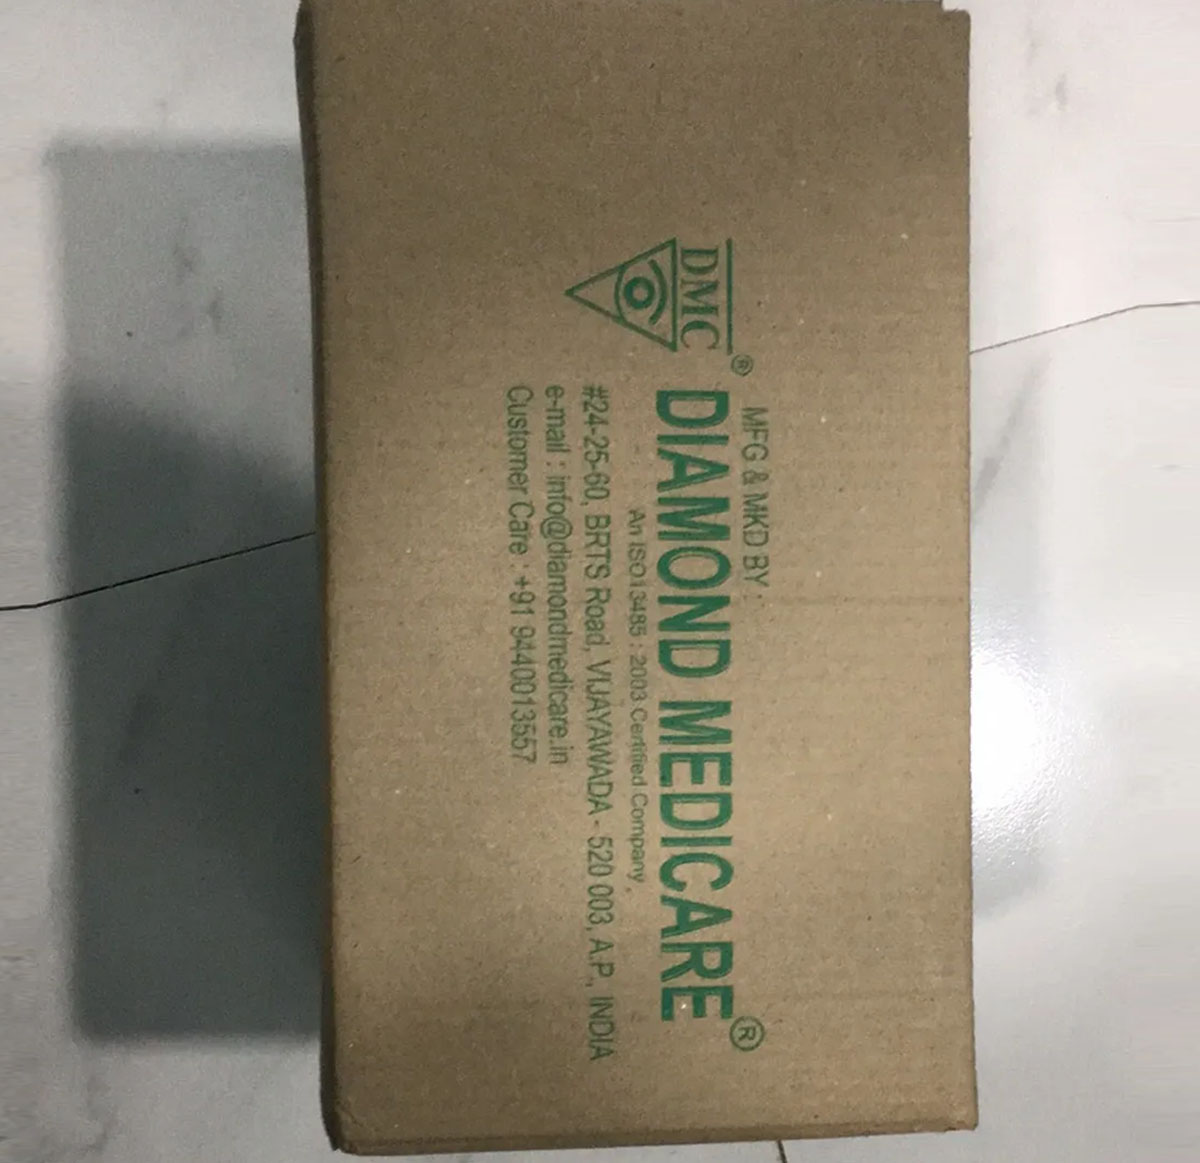 DMC®
MFG & MKD BY :
DIAMOND MEDICARE®
An ISO13485 : 2003 Certified Company,
#24-25-60, BRTS Road, VIJAYAWADA - 520 003, A.P., INDIA
e-mail : info@diamondmedicare.in
Customer Care : +91 9440013557